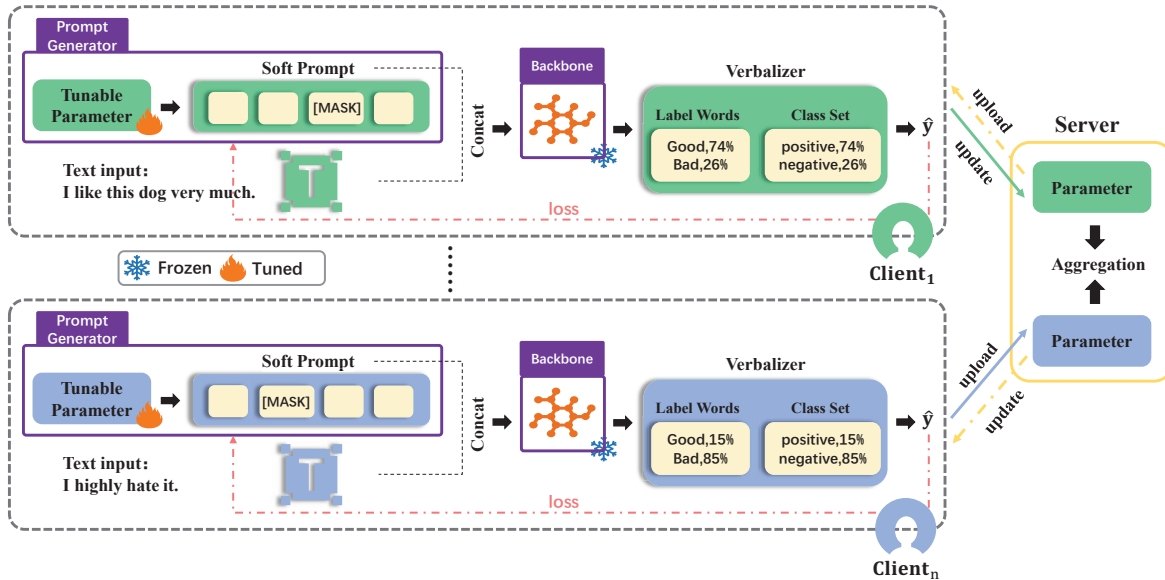 Prompt
Generator
Soft Prompt
Tunable
Parameter
[MASK]
Text input:
I like this dog very much.
T
Concat
Backbone
Verbalizer
Label Words
Class Set
Good,74%
Bad,26%
positive,74%
negative,26%
ŷ
loss
Client₁
upload
update
Server
Parameter
Aggregation
Parameter
Frozen
Tuned
Prompt
Generator
Soft Prompt
Tunable
Parameter
[MASK]
Text input:
I highly hate it.
T
Concat
Backbone
Verbalizer
Label Words
Class Set
Good,15%
Bad,85%
positive,15%
negative,85%
ŷ
loss
Clientₙ
upload
update